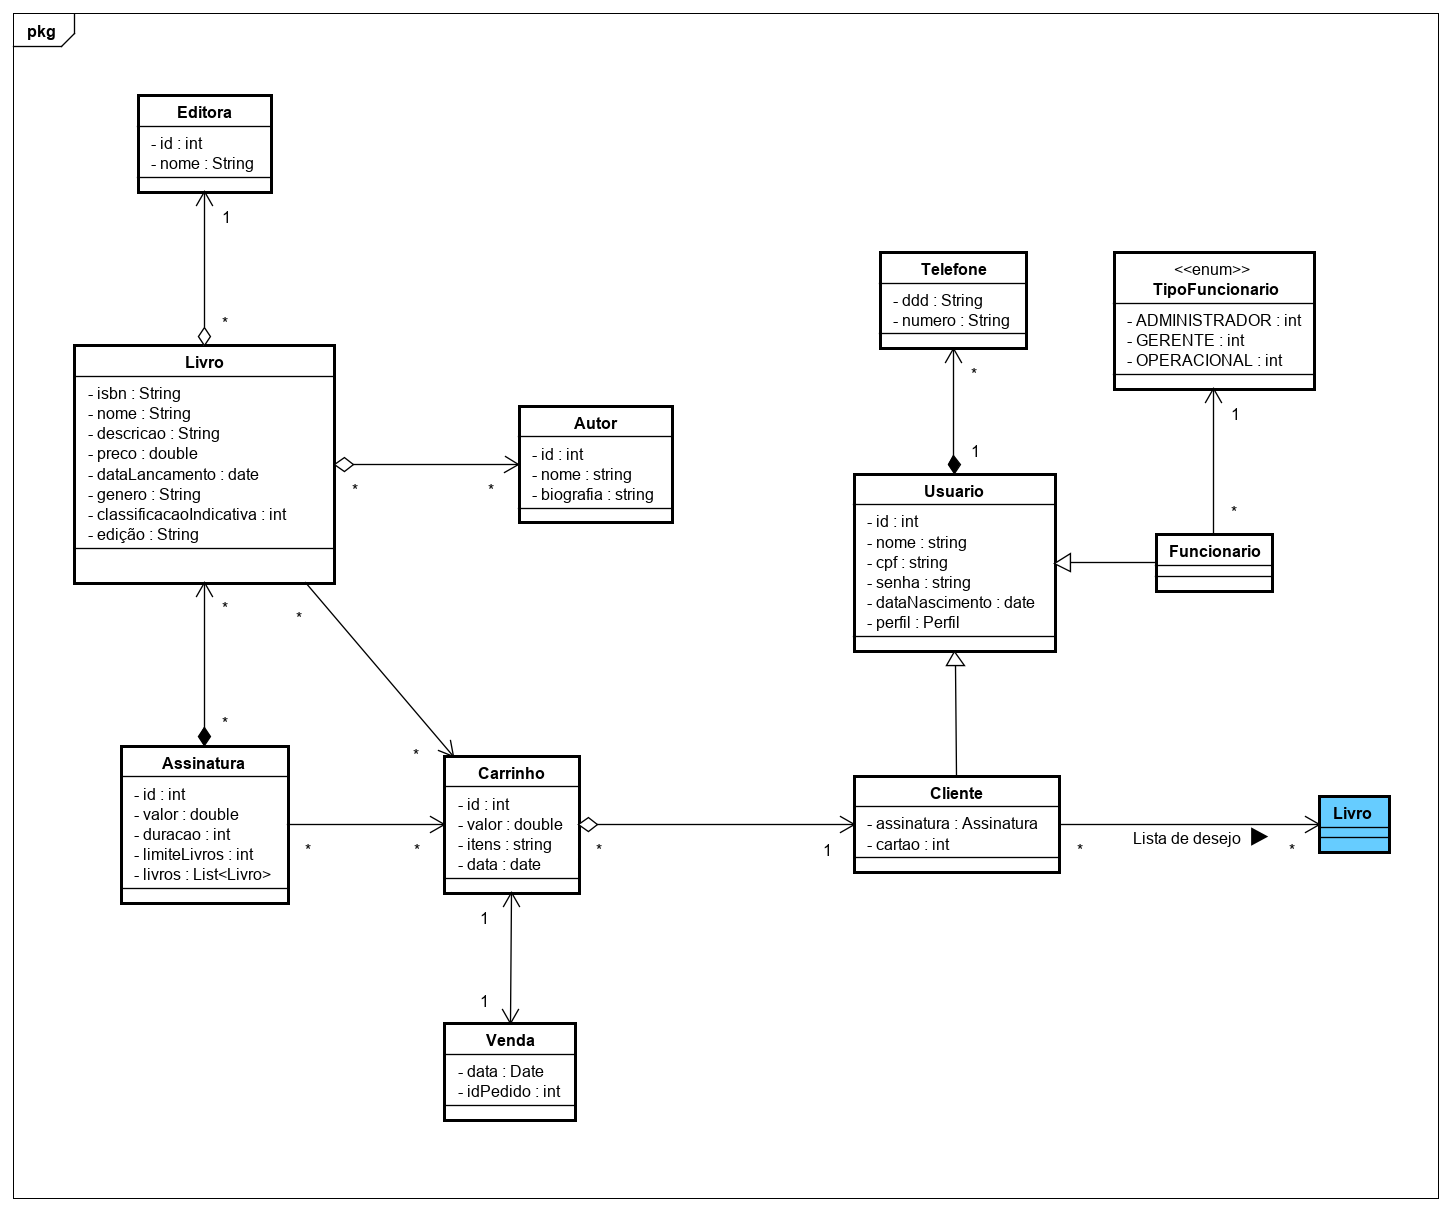 pkg
Editora
- id : int
- nome : String
1
*
Livro
- isbn : String
- nome : String
- descricao : String
- preco : double
- dataLancamento : date
- genero : String
- classificacaoIndicativa : int
- edição : String
*
*
Autor
- id : int
- nome : string
- biografia : string
*
*
*
*
Assinatura
- id : int
- valor : double
- duracao : int
- limiteLivros : int
- livros : List<Livro>
*
*
Carrinho
- id : int
- valor : double
- itens : string
- data : date
1
1
Venda
- data : Date
- idPedido : int
*
1
Telefone
- ddd : String
- numero : String
*
1
Usuario
- id : int
- nome : string
- cpf : string
- senha : string
- dataNascimento : date
- perfil : Perfil
<<enum>>
TipoFuncionario
- ADMINISTRADOR : int
- GERENTE : int
- OPERACIONAL : int
1
*
Funcionario
Cliente
- assinatura : Assinatura
- cartao : int
*
Lista de desejo
*
Livro